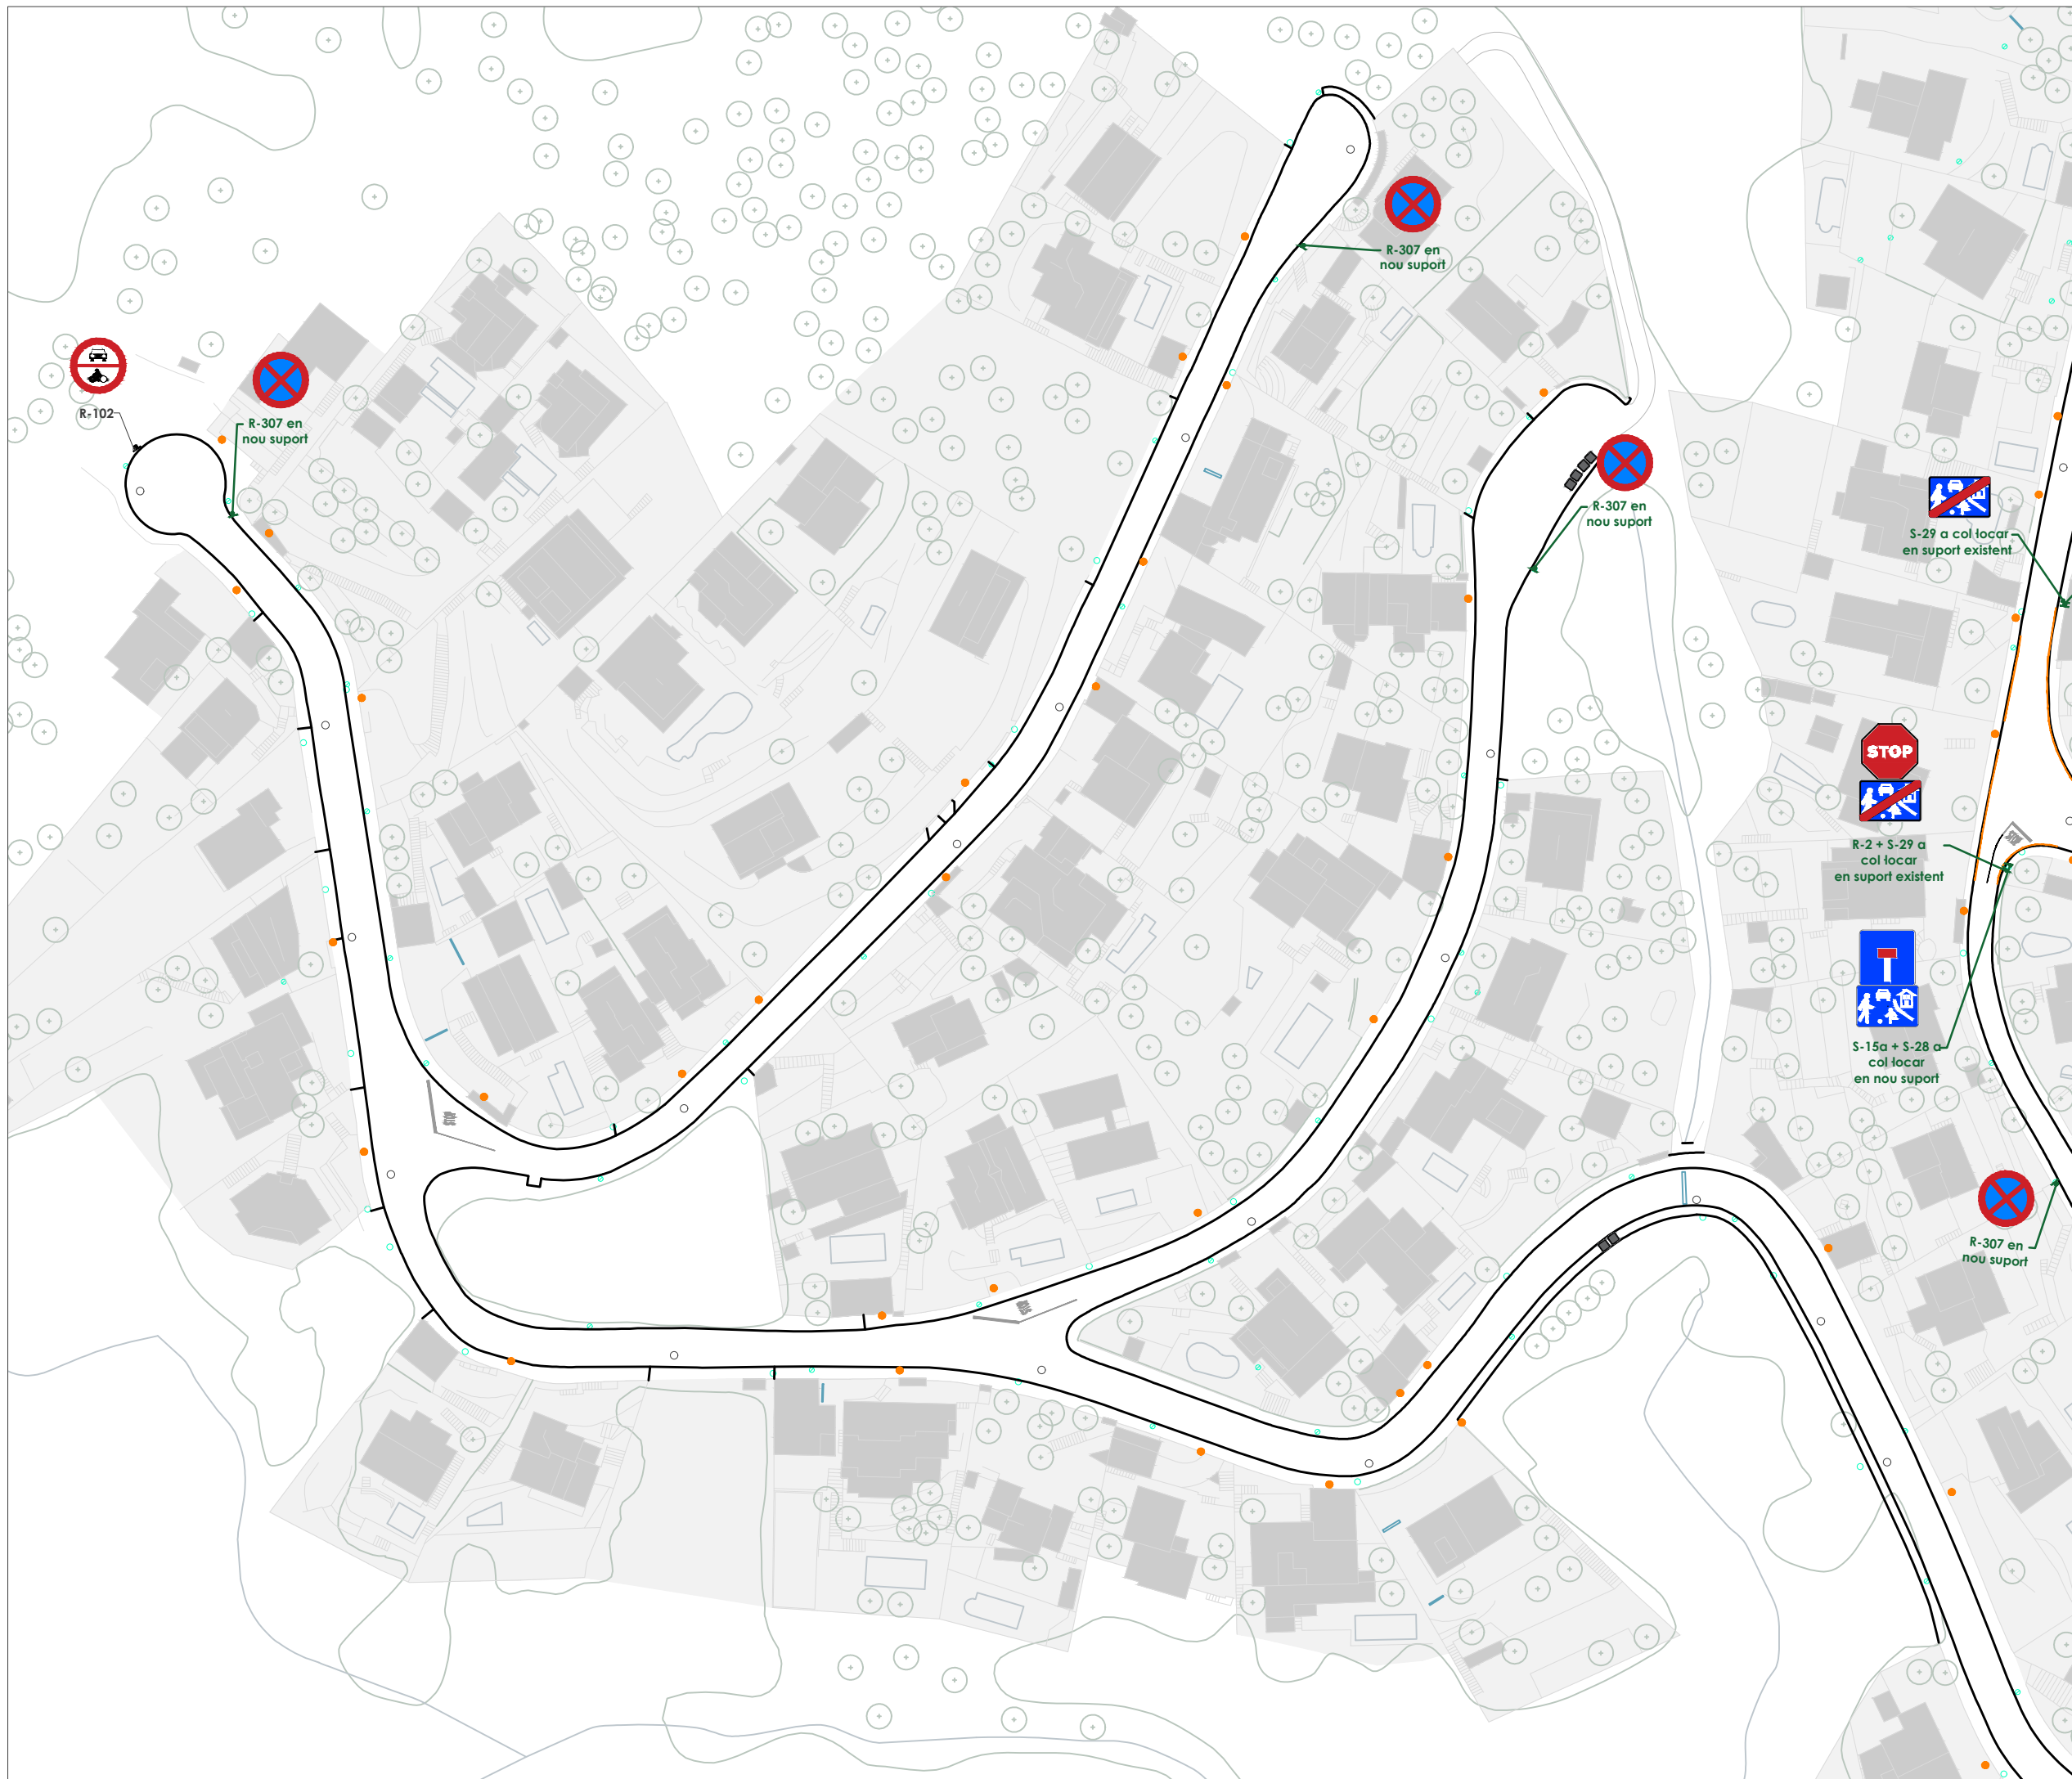 R-307 en
nou suport
R-102
R-307 en
nou suport
R-307 en
nou suport
S-29 a col·locar
en suport existent
STOP
R-2 + S-29 a
col·locar
en suport existent
S-15a + S-28 a
col·locar
en nou suport
R-307 en
nou suport